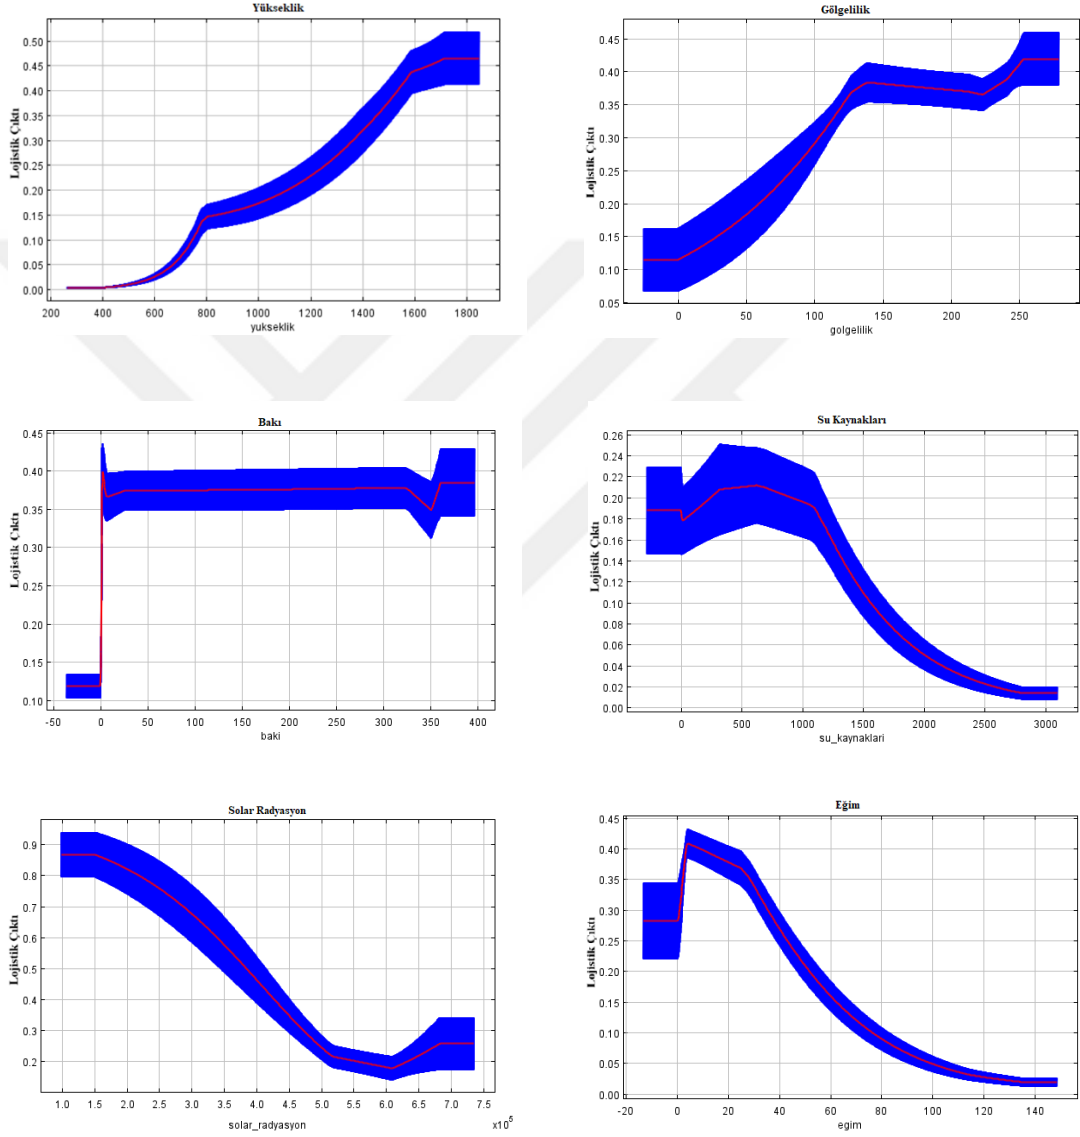 Yükseklik
Lojistik Çıktı
0.50
0.45
0.40
0.35
0.30
0.25
0.20
0.15
0.10
0.05
0.00
200 400 600 800 1000 1200 1400 1600 1800
yukseklik
Gölgelilik
Lojistik Çıktı
0.45
0.40
0.35
0.30
0.25
0.20
0.15
0.10
0.05
0 50 100 150 200 250
golgelilik
Bakı
Lojistik Çıktı
0.45
0.40
0.35
0.30
0.25
0.20
0.15
0.10
-50 0 50 100 150 200 250 300 350 400
baki
Su Kaynakları
Lojistik Çıktı
0.26
0.24
0.22
0.20
0.18
0.16
0.14
0.12
0.10
0.08
0.06
0.04
0.02
0.00
0 500 1000 1500 2000 2500 3000
su_kaynaklari
Solar Radyasyon
Lojistik Çıktı
0.9
0.8
0.7
0.6
0.5
0.4
0.3
0.2
1.0 1.5 2.0 2.5 3.0 3.5 4.0 4.5 5.0 5.5 6.0 6.5 7.0 7.5
solar_radyasyon x10⁵
Eğim
Lojistik Çıktı
0.45
0.40
0.35
0.30
0.25
0.20
0.15
0.10
0.05
0.00
-20 0 20 40 60 80 100 120 140
egim